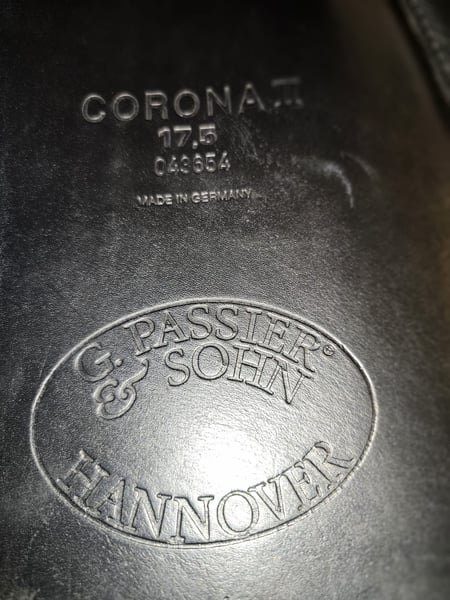 CORONA II
17,5
043654
MADE IN GERMANY
G. PASSIER®
& SOHN
HANNOVER